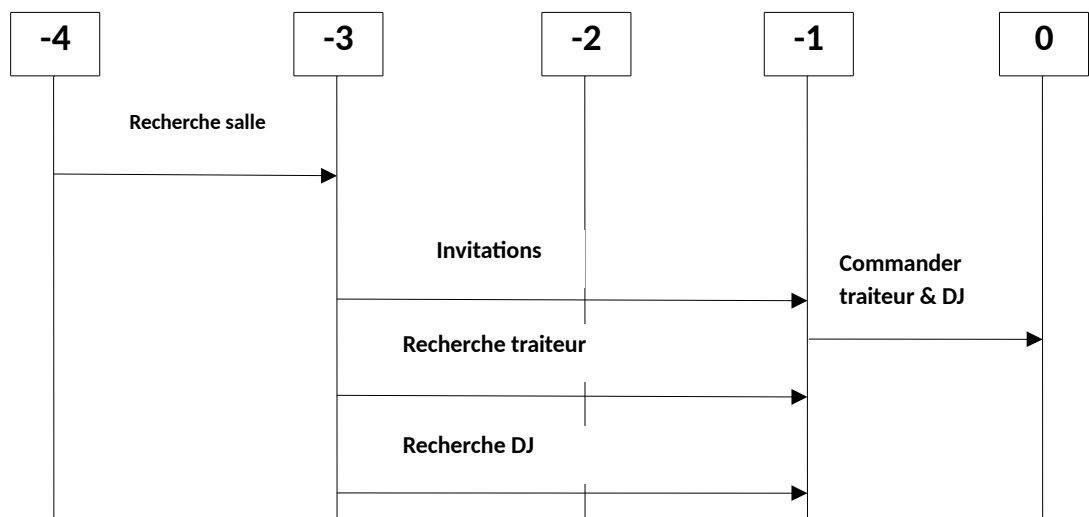 -4
-3
-2
-1
0
Recherche salle
Invitations
Commander
traiteur & DJ
Recherche traiteur
Recherche DJ